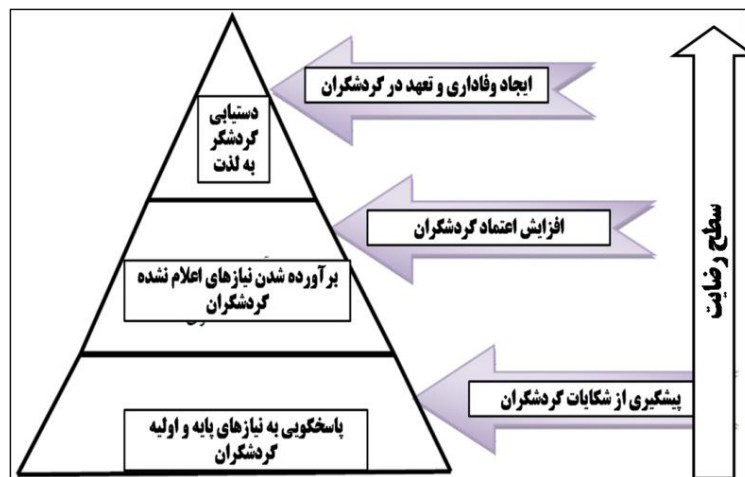 ایجاد وفاداری و تعهد در گردشگران
دستیابی
گردشگر
به لذت
افزایش اعتماد گردشگران
برآورده شدن نیازهای اعلام نشده
گردشگران
پیشگیری از شکایات گردشگران
پاسخگویی به نیازهای پایه و اولیه
گردشگران
سطح رضایت